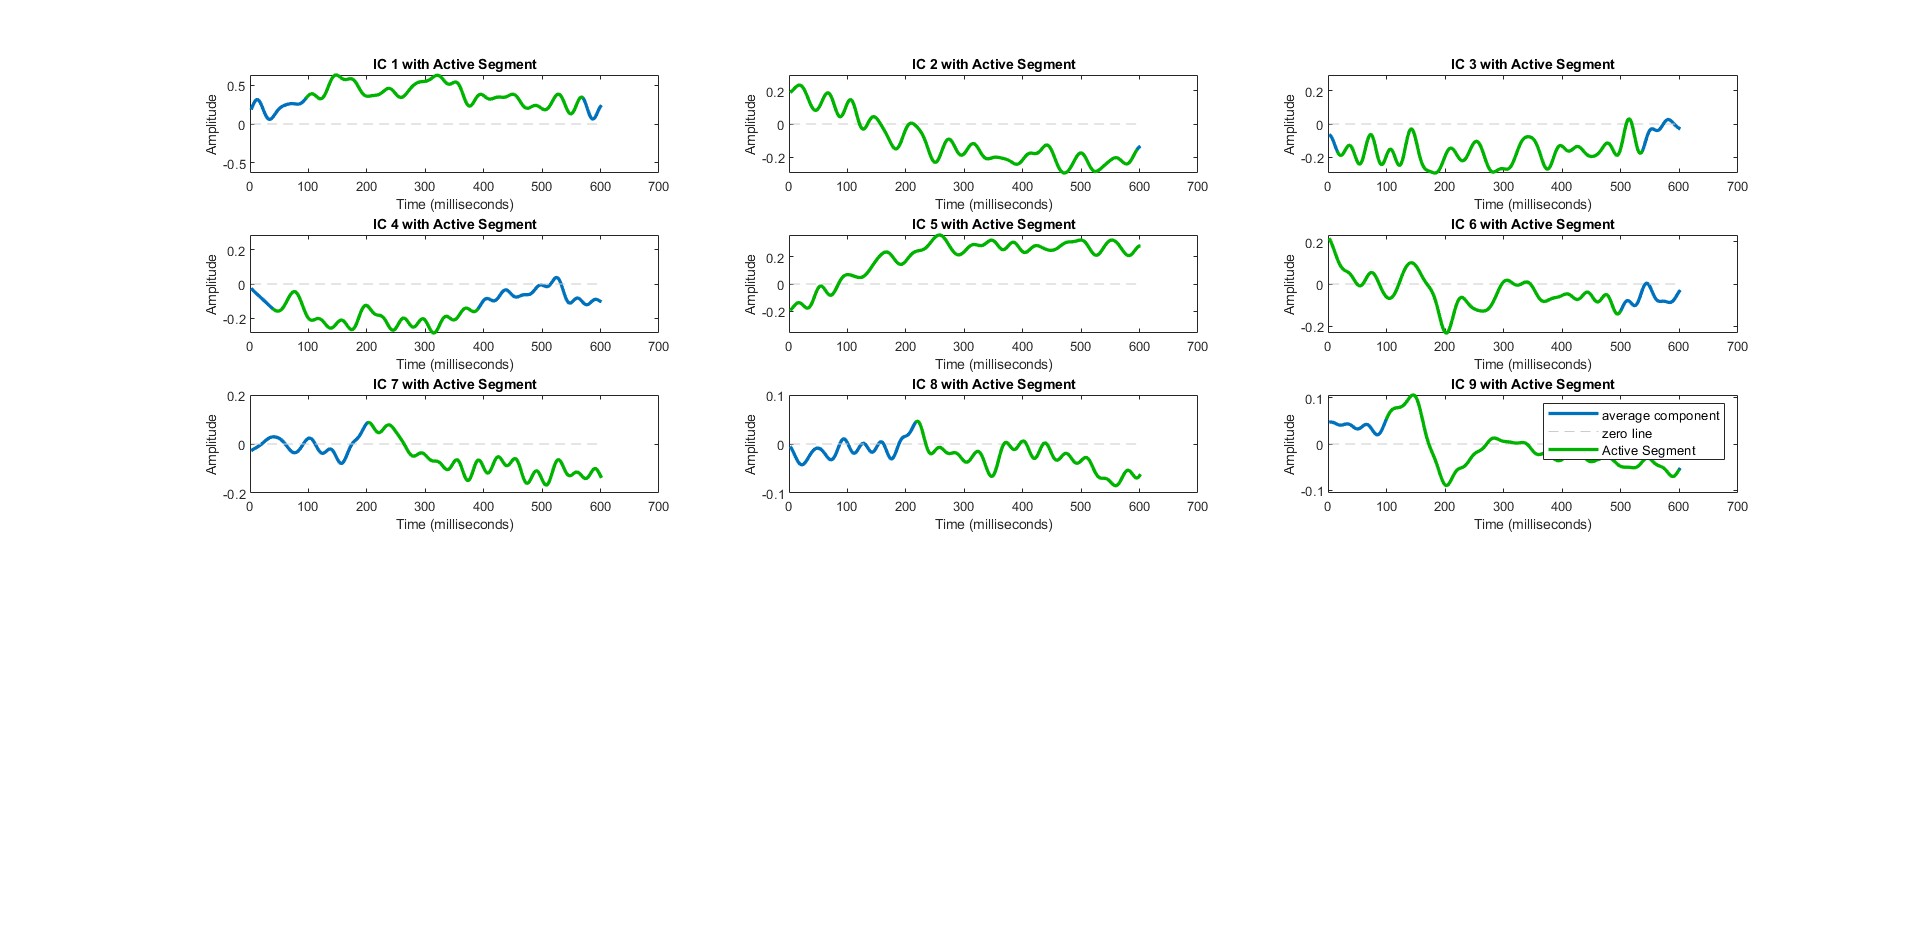 IC 1 with Active Segment
IC 2 with Active Segment
IC 3 with Active Segment
0.5
0
-0.5
Amplitude
0 100 200 300 400 500 600 700
Time (milliseconds)
0.2
0
-0.2
Amplitude
0 100 200 300 400 500 600 700
Time (milliseconds)
0.2
0
-0.2
Amplitude
0 100 200 300 400 500 600 700
Time (milliseconds)
IC 4 with Active Segment
IC 5 with Active Segment
IC 6 with Active Segment
0.2
0
-0.2
Amplitude
0 100 200 300 400 500 600 700
Time (milliseconds)
0.2
0
-0.2
Amplitude
0 100 200 300 400 500 600 700
Time (milliseconds)
0.2
0
-0.2
Amplitude
0 100 200 300 400 500 600 700
Time (milliseconds)
IC 7 with Active Segment
IC 8 with Active Segment
IC 9 with Active Segment
0.2
0
-0.2
Amplitude
0 100 200 300 400 500 600 700
Time (milliseconds)
0.1
0
-0.1
Amplitude
0 100 200 300 400 500 600 700
Time (milliseconds)
0.1
0
-0.1
Amplitude
average component
zero line
Active Segment
0 100 200 300 400 500 600 700
Time (milliseconds)